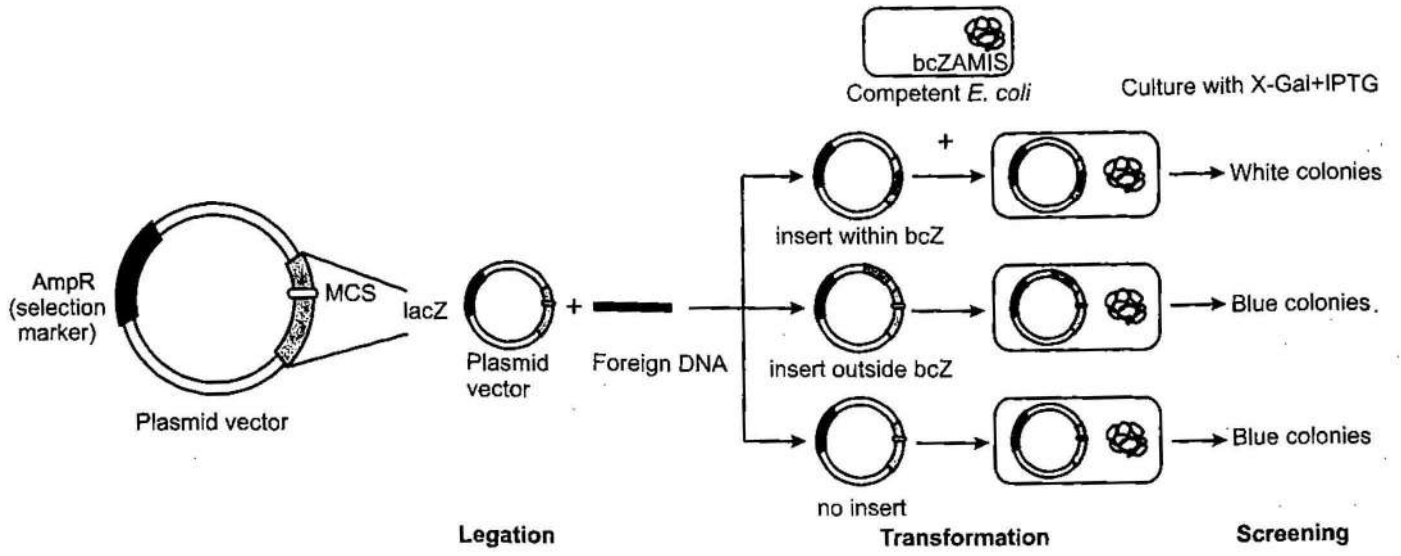 bcZAMIS
Competent E. coli
Culture with X-Gal+IPTG
+
White colonies
insert within bcZ
AmpR
(selection
marker)
MCS
lacZ
+
Plasmid
vector
Foreign DNA
Blue colonies.
insert outside bcZ
Plasmid vector
Blue colonies
no insert
Legation
Transformation
Screening